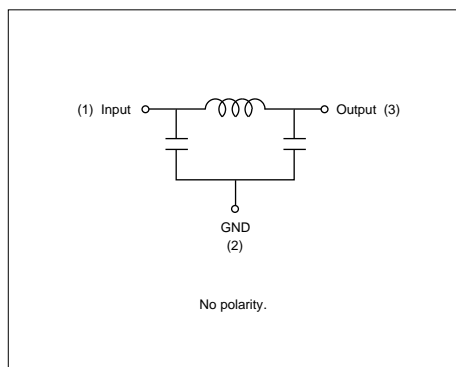 (1) Input
Output (3)
GND
(2)
No polarity.